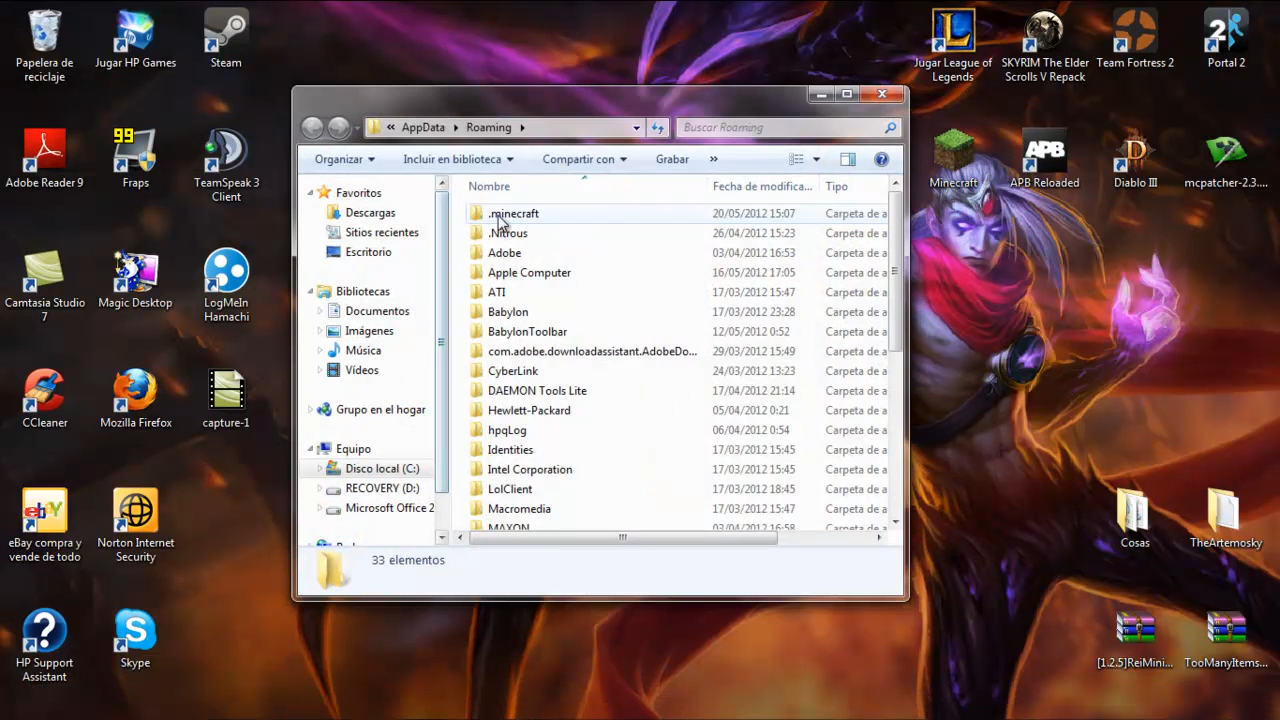 Papelera de
reciclaje
Jugar HP Games
Steam
Jugar League of
Legends
SKYRIM The Elder
Scrolls V Repack
Team Fortress 2
2
Portal 2
Adobe Reader 9
99
Fraps
TeamSpeak 3
Client
Minecraft
APB
APB Reloaded
Diablo III
mcpatcher-2.3....
Camtasia Studio
7
Magic Desktop
LogMeIn
Hamachi
CCleaner
Mozilla Firefox
capture-1
eBay compra y
vende de todo
Norton Internet
Security
Cosas
TheArtemosky
HP Support
Assistant
Skype
[1.2.5]ReiMini...
TooManyItems...
« AppData Roaming
Buscar Roaming
Organizar
Incluir en biblioteca
Compartir con
Grabar
»
Favoritos
Descargas
Sitios recientes
Escritorio
Bibliotecas
Documentos
Imágenes
Música
Vídeos
Grupo en el hogar
Equipo
Disco local (C:)
RECOVERY (D:)
Microsoft Office 2
Nombre Fecha de modifica... Tipo
.minecraft 20/05/2012 15:07 Carpeta de a
.Nitrous 26/04/2012 15:23 Carpeta de a
Adobe 03/04/2012 16:53 Carpeta de a
Apple Computer 16/05/2012 17:05 Carpeta de a
ATI 17/03/2012 15:47 Carpeta de a
Babylon 17/03/2012 23:28 Carpeta de a
BabylonToolbar 12/05/2012 0:52 Carpeta de a
com.adobe.downloadassistant.AdobeDo... 29/03/2012 15:49 Carpeta de a
CyberLink 24/03/2012 13:23 Carpeta de a
DAEMON Tools Lite 17/04/2012 21:14 Carpeta de a
Hewlett-Packard 05/04/2012 0:21 Carpeta de a
hpqLog 06/04/2012 0:54 Carpeta de a
Identities 17/03/2012 15:45 Carpeta de a
Intel Corporation 17/03/2012 15:45 Carpeta de a
LolClient 17/03/2012 18:45 Carpeta de a
Macromedia 17/03/2012 15:47 Carpeta de a
MAXON 03/04/2012 16:58 Carpeta de a
33 elementos